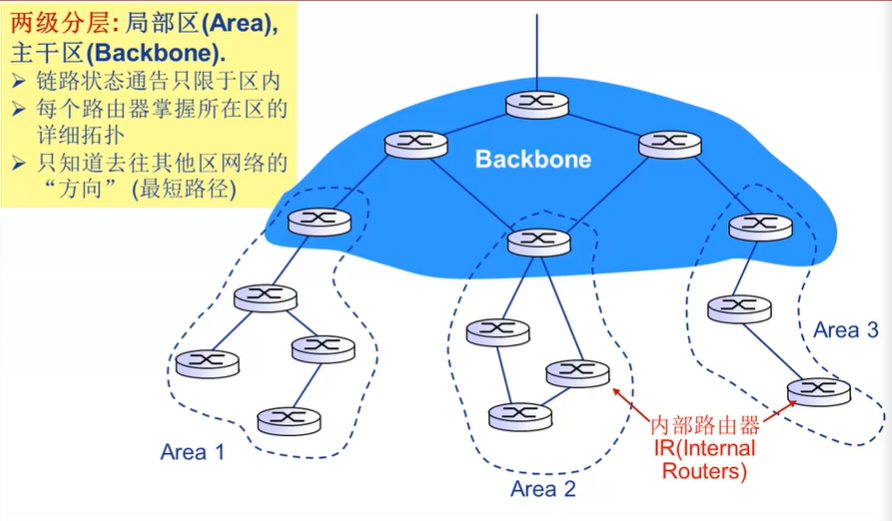 两级分层: 局部区(Area),
主干区(Backbone).
➢ 链路状态通告只限于区内
➢ 每个路由器掌握所在区的
详细拓扑
➢ 只知道去往其他区网络的
“方向” (最短路径)
Backbone
Area 3
内部路由器
IR(Internal
Routers)
Area 1
Area 2